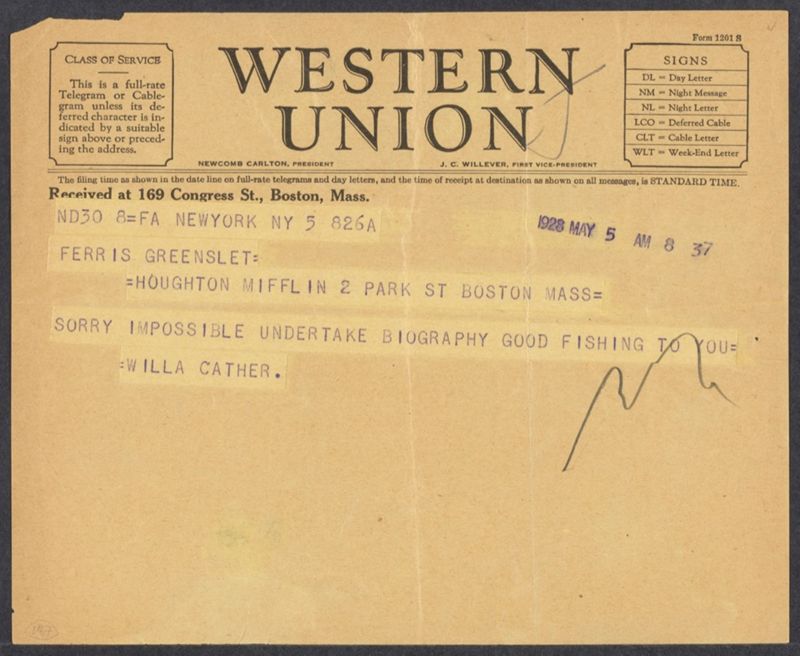 Form 1201 S
CLASS OF SERVICE
This is a full-rate
Telegram or Cable-
gram unless its de-
ferred character is in-
dicated by a suitable
sign above or preced-
ing the address.
WESTERN
UNION
NEWCOMB CARLTON, PRESIDENT
J. C. WILLEVER, FIRST VICE-PRESIDENT
SIGNS
DL = Day Letter
NM = Night Message
NL = Night Letter
LCO = Deferred Cable
CLT = Cable Letter
WLT = Week-End Letter
The filing time as shown in the date line on full-rate telegrams and day letters, and the time of receipt at destination as shown on all messages, is STANDARD TIME.
Received at 169 Congress St., Boston, Mass.
ND30 8=FA NEWYORK NY 5 826A
1928 MAY 5 AM 8 37
FERRIS GREENSLET=
=HOUGHTON MIFFLIN 2 PARK ST BOSTON MASS=
SORRY IMPOSSIBLE UNDERTAKE BIOGRAPHY GOOD FISHING TO YOU=
=WILLA CATHER.